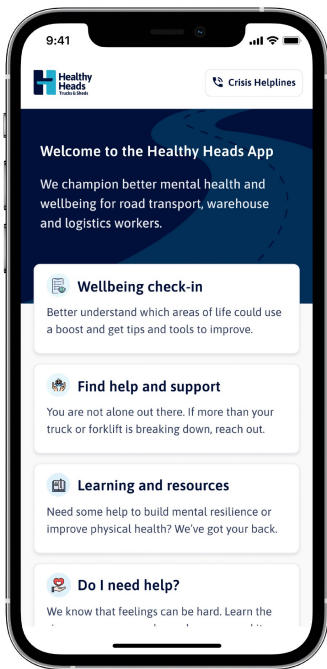 9:41
Healthy
Heads
Trucks & Sheds
Crisis Helplines
Welcome to the Healthy Heads App
We champion better mental health and
wellbeing for road transport, warehouse
and logistics workers.
Wellbeing check-in
Better understand which areas of life could use
a boost and get tips and tools to improve.
Find help and support
You are not alone out there. If more than your
truck or forklift is breaking down, reach out.
Learning and resources
Need some help to build mental resilience or
improve physical health? We've got your back.
Do I need help?
We know that feelings can be hard. Learn the